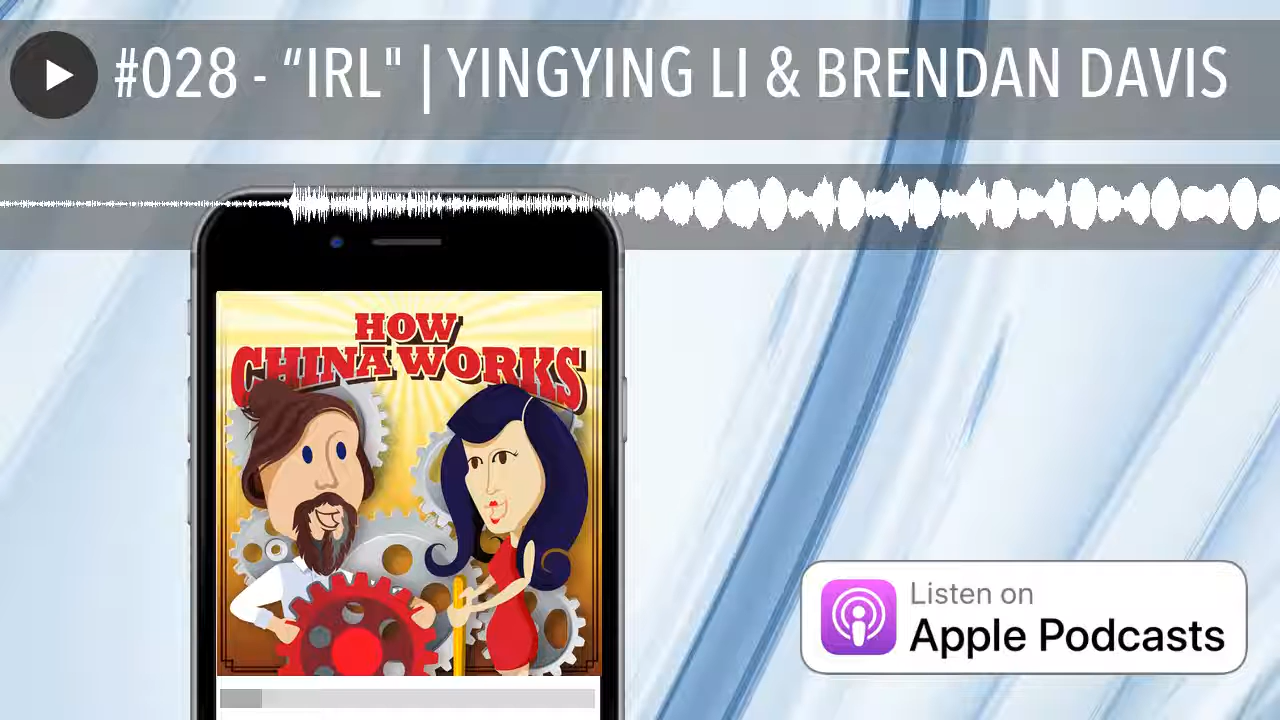 #028 - “IRL" | YINGYING LI & BRENDAN DAVIS
HOW
CHINA WORKS
Listen on
Apple Podcasts